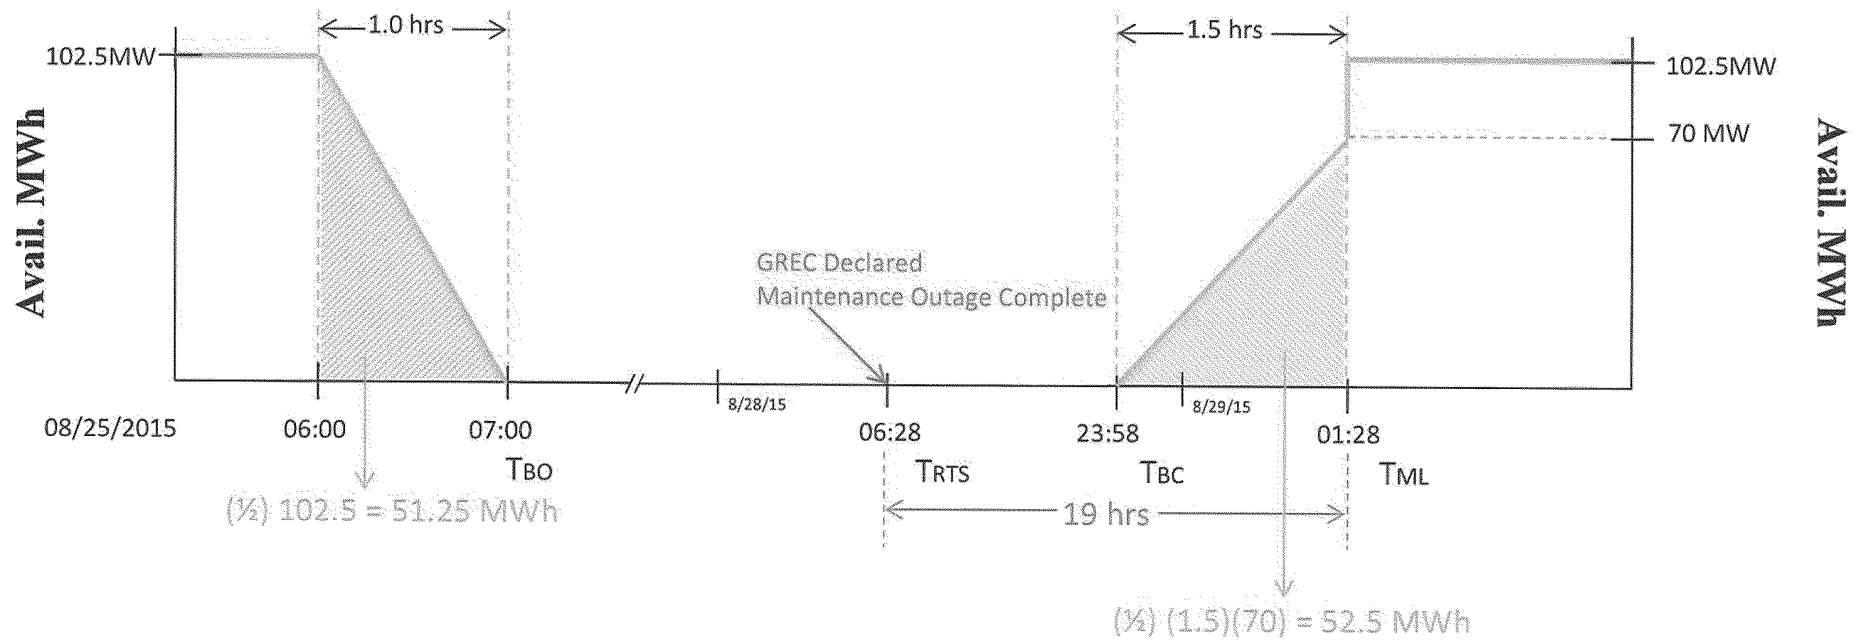 1.0 hrs
1.5 hrs
102.5MW
102.5MW
70 MW
Avail. MWh
Avail. MWh
GREC Declared
Maintenance Outage Complete
8/28/15
8/29/15
08/25/2015
06:00
07:00
06:28
23:58
01:28
TBO
TRTS
TBC
TML
(½) 102.5 = 51.25 MWh
19 hrs
(½) (1.5)(70) = 52.5 MWh